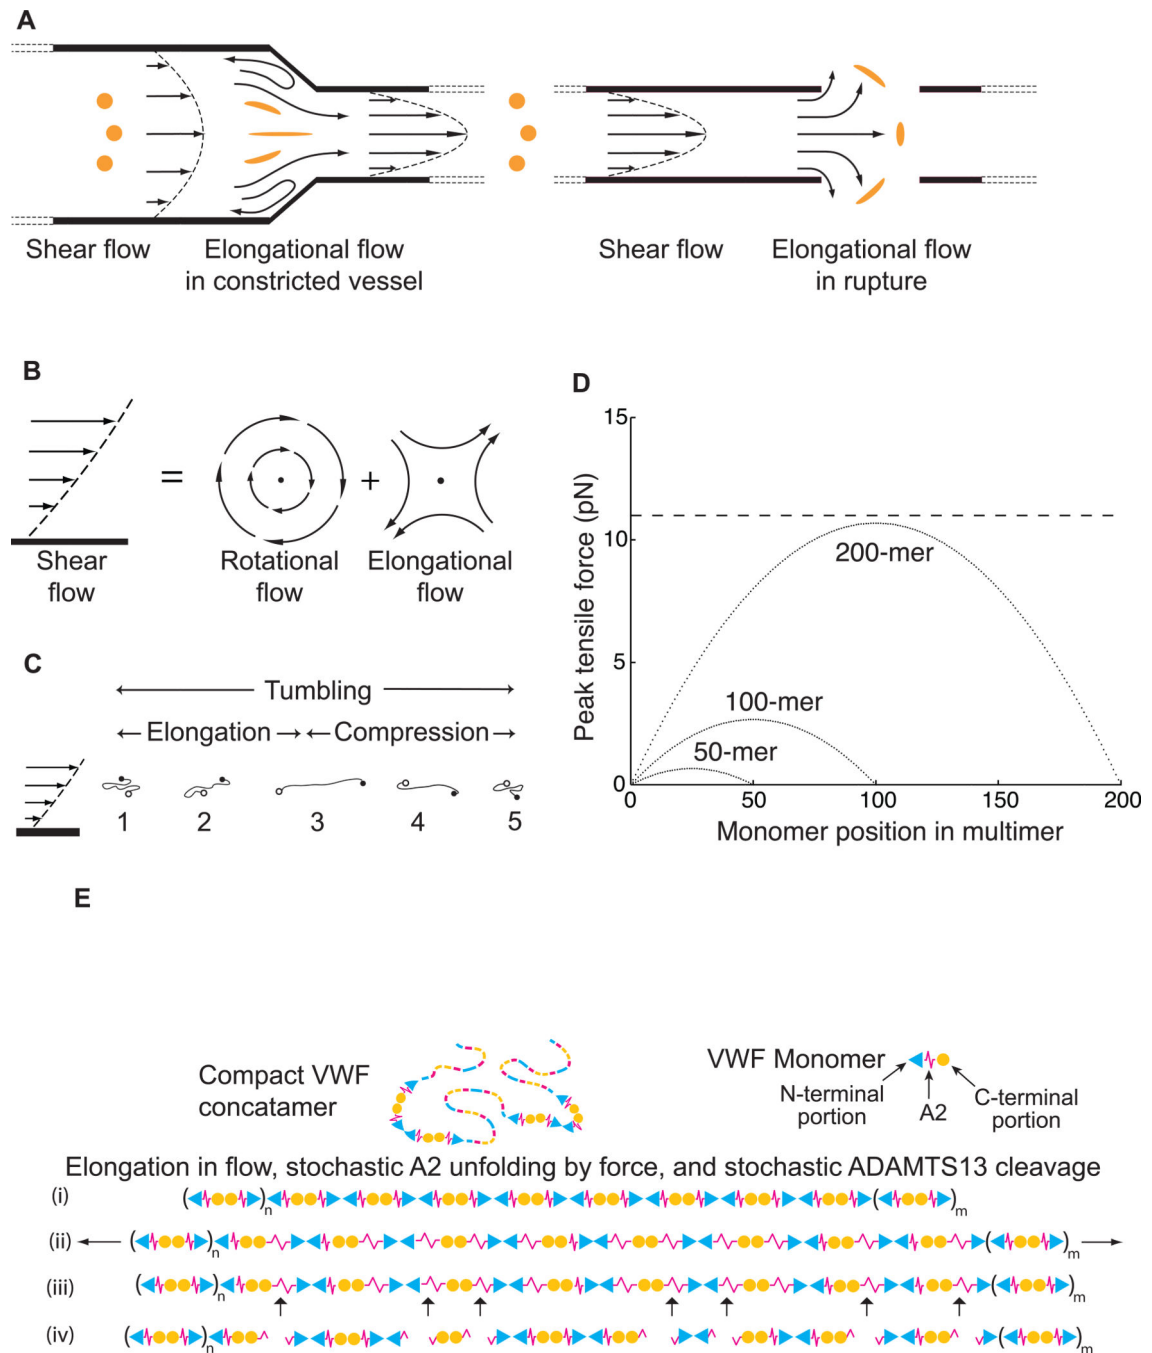 A
Shear flow
Elongational flow
in constricted vessel
Shear flow
Elongational flow
in rupture
B
=
+
Shear
flow
Rotational
flow
Elongational
flow
C
Tumbling
Elongation
Compression
1 2 3 4 5
D
Peak tensile force (pN)
15
10
5
0
200-mer
100-mer
50-mer
0 50 100 150 200
Monomer position in multimer
E
Compact VWF
concatamer
VWF Monomer
N-terminal
portion
A2
C-terminal
portion
Elongation in flow, stochastic A2 unfolding by force, and stochastic ADAMTS13 cleavage
(i) ( )n ( )m
(ii) ( )n ( )m
(iii) ( )n ( )m
(iv) ( )n ( )m